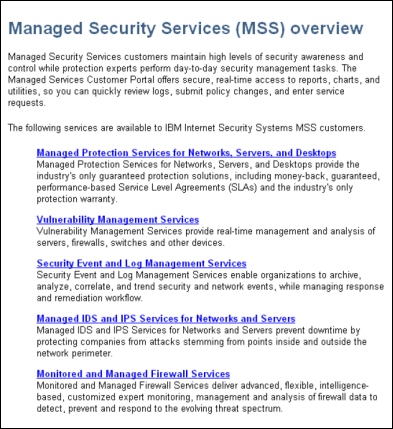 Managed Security Services (MSS) overview
Managed Security Services customers maintain high levels of security awareness and
control while protection experts perform day-to-day security management tasks. The
Managed Services Customer Portal offers secure, real-time access to reports, charts, and
utilities, so you can quickly review logs, submit policy changes, and enter service
requests.
The following services are available to IBM Internet Security Systems MSS customers.
Managed Protection Services for Networks, Servers, and Desktops
Managed Protection Services for Networks, Servers, and Desktops provide the
industry's only guaranteed protection solutions, including money-back, guaranteed,
performance-based Service Level Agreements (SLAs) and the industry's only
protection warranty.
Vulnerability Management Services
Vulnerability Management Services provide real-time management and analysis of
servers, firewalls, switches and other devices.
Security Event and Log Management Services
Security Event and Log Management Services enable organizations to archive,
analyze, correlate, and trend security and network events, while managing response
and remediation workflow.
Managed IDS and IPS Services for Networks and Servers
Managed IDS and IPS Services for Networks and Servers prevent downtime by
protecting companies from attacks stemming from points inside and outside the
network perimeter.
Monitored and Managed Firewall Services
Monitored and Managed Firewall Services deliver advanced, flexible, intelligence-
based, customized expert monitoring, management and analysis of firewall data to
detect, prevent and respond to the evolving threat spectrum.